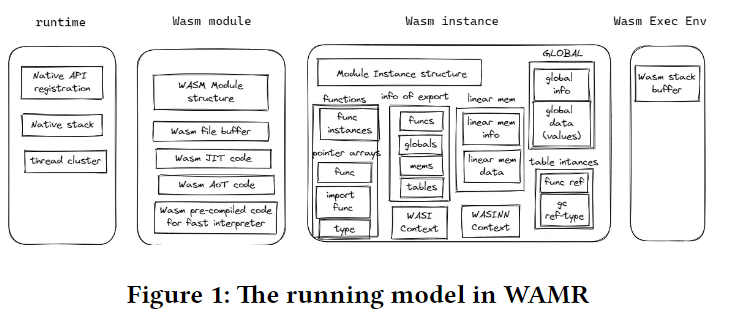 runtime
Wasm module
Wasm instance
Wasm Exec Env
Native API
registration
Native stack
thread cluster
WASM Module
structure
Wasm file buffer
Wasm JIT code
Wasm AoT code
Wasm pre-compiled code
for fast interpreter
Module Instance structure
functions
func
instances
pointer arrays
func
import
func
type
info of export
funcs
globals
mems
tables
WASI
Context
linear mem
linear mem
info
linear mem
data
WASINN
Context
GLOBAL
global
info
global
data
(values)
table intances
func ref
gc
ref-type
Wasm stack
buffer
Figure 1: The running model in WAMR